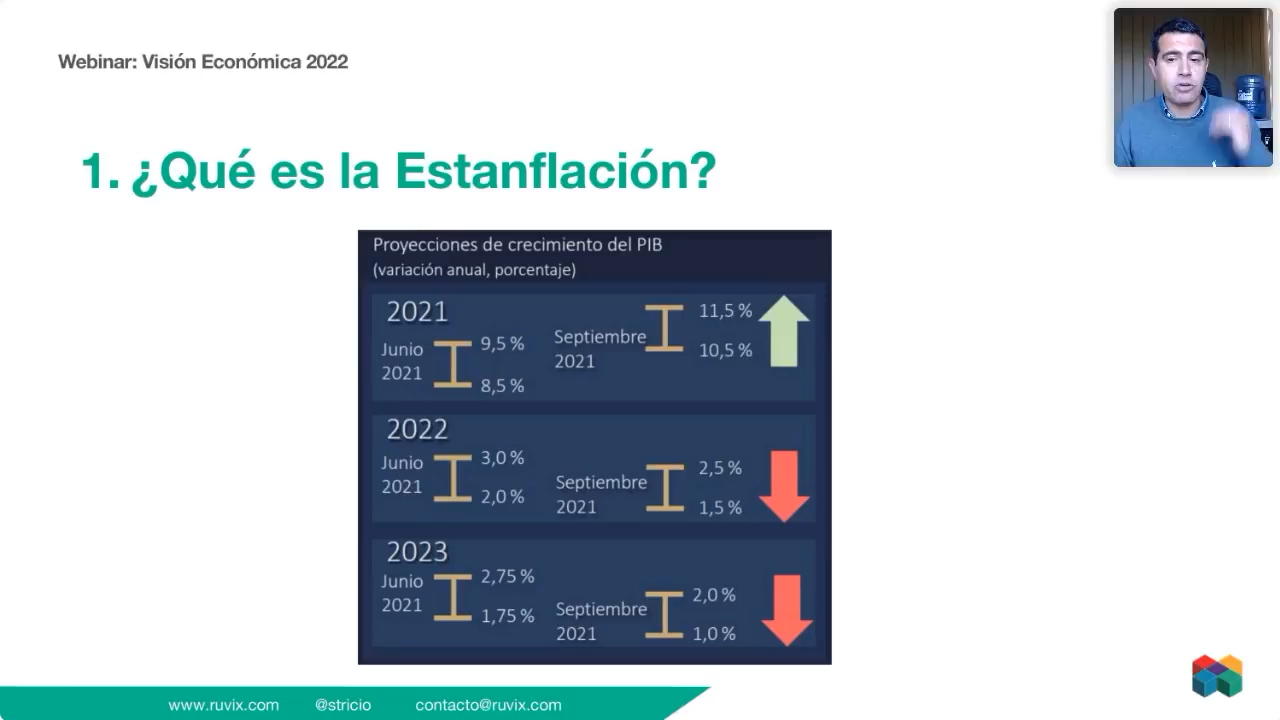 Webinar: Visión Económica 2022
1. ¿Qué es la Estanflación?
Proyecciones de crecimiento del PIB
(variación anual, porcentaje)
2021
Junio 2021
9,5 %
8,5 %
Septiembre 2021
11,5 %
10,5 %
2022
Junio 2021
3,0 %
2,0 %
Septiembre 2021
2,5 %
1,5 %
2023
Junio 2021
2,75 %
1,75 %
Septiembre 2021
2,0 %
1,0 %
www.ruvix.com @stricio contacto@ruvix.com